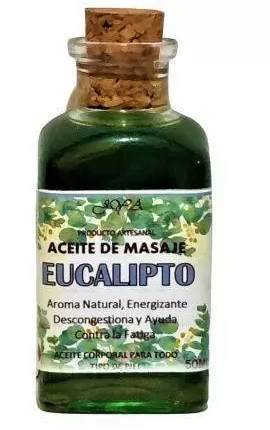 JOYA
PRODUCTO ARTESANAL
ACEITE DE MASAJE
EUCALIPTO
Aroma Natural, Energizante
Descongestiona y Ayuda
Contra la Fatiga
ACEITE CORPORAL PARA TODO
TIPO DE PIEL
50ML